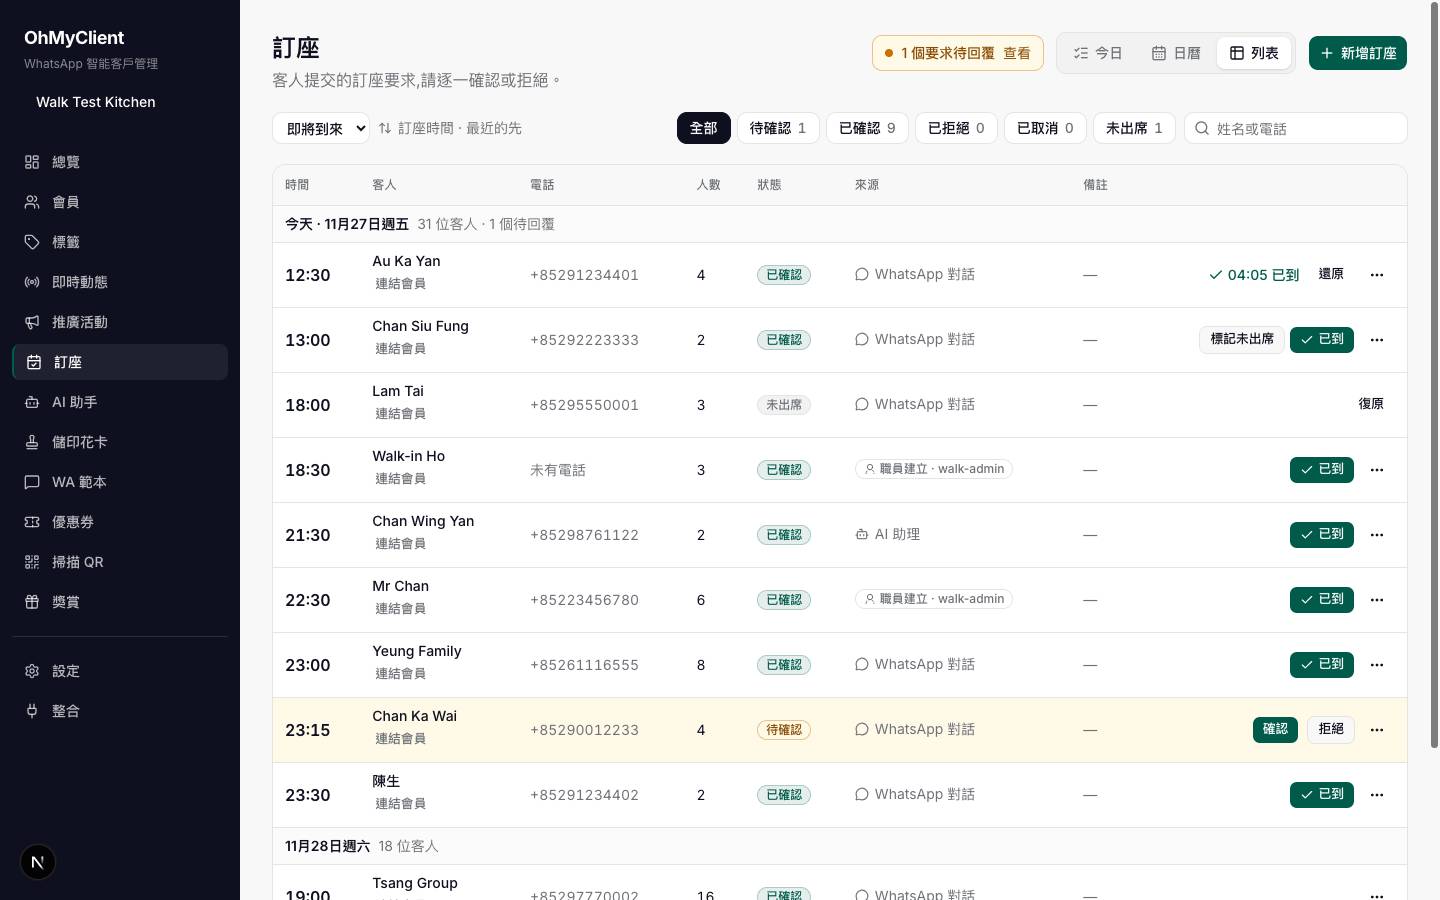 OhMyClient
WhatsApp 智能客戶管理
Walk Test Kitchen
總覽
會員
標籤
即時動態
推廣活動
訂座
AI 助手
儲印花卡
WA 範本
優惠券
掃描 QR
獎賞
設定
整合
N
訂座
客人提交的訂座要求,請逐一確認或拒絕。
1 個要求待回覆 查看
今日
日曆
列表
新增訂座
即將到來
訂座時間 · 最近的先
全部
待確認 1
已確認 9
已拒絕 0
已取消 0
未出席 1
姓名或電話
時間 客人 電話 人數 狀態 來源 備註
今天 · 11月27日週五 31 位客人 · 1 個待回覆
12:30 Au Ka Yan +85291234401 4 已確認 WhatsApp 對話 — 04:05 已到 還原
連結會員
13:00 Chan Siu Fung +85292223333 2 已確認 WhatsApp 對話 — 標記未出席 已到
連結會員
18:00 Lam Tai +85295550001 3 未出席 WhatsApp 對話 — 復原
連結會員
18:30 Walk-in Ho 未有電話 3 已確認 職員建立 · walk-admin — 已到
連結會員
21:30 Chan Wing Yan +85298761122 2 已確認 AI 助理 — 已到
連結會員
22:30 Mr Chan +85223456780 6 已確認 職員建立 · walk-admin — 已到
連結會員
23:00 Yeung Family +85261116555 8 已確認 WhatsApp 對話 — 已到
連結會員
23:15 Chan Ka Wai +85290012233 4 待確認 WhatsApp 對話 — 確認 拒絕
連結會員
23:30 陳生 +85291234402 2 已確認 WhatsApp 對話 — 已到
連結會員
11月28日週六 18 位客人
19:00 Tsang Group +85297770002 16 已確認 WhatsApp 對話 —